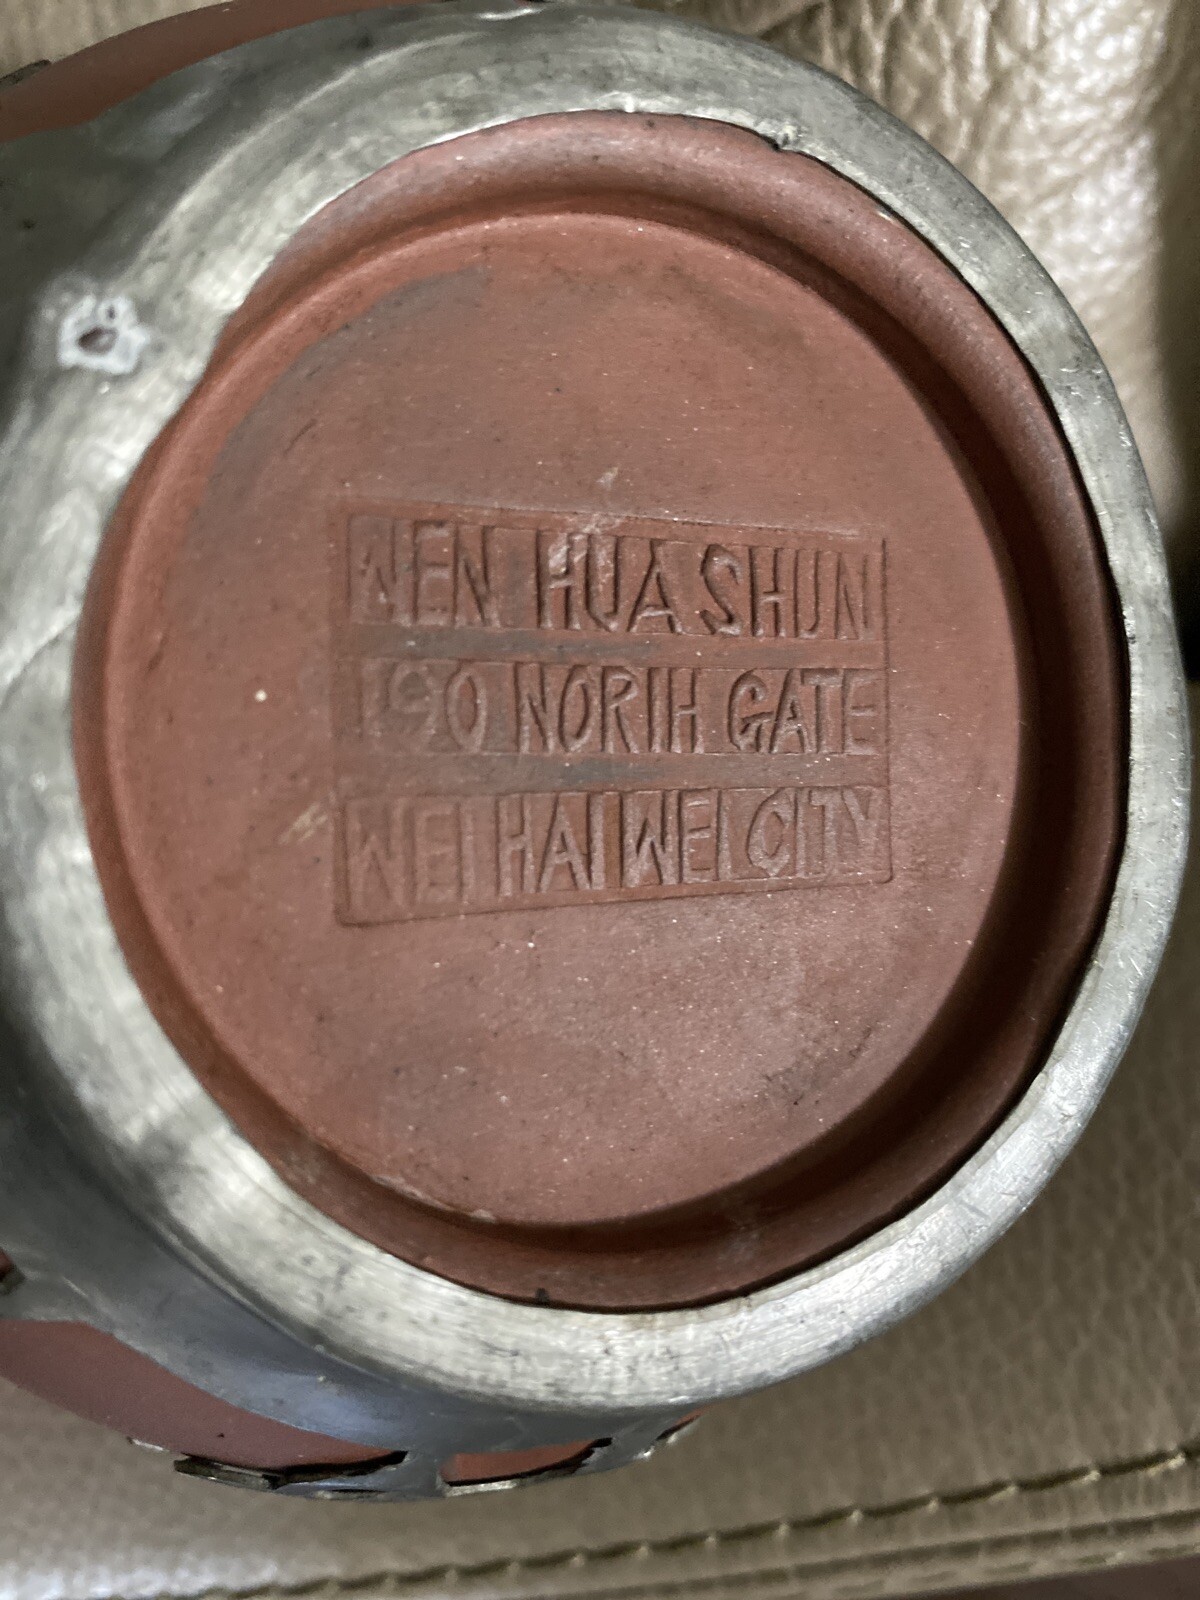 WEN HUA SHUN
190 NORIH GATE
WEI HAI WEI CITY